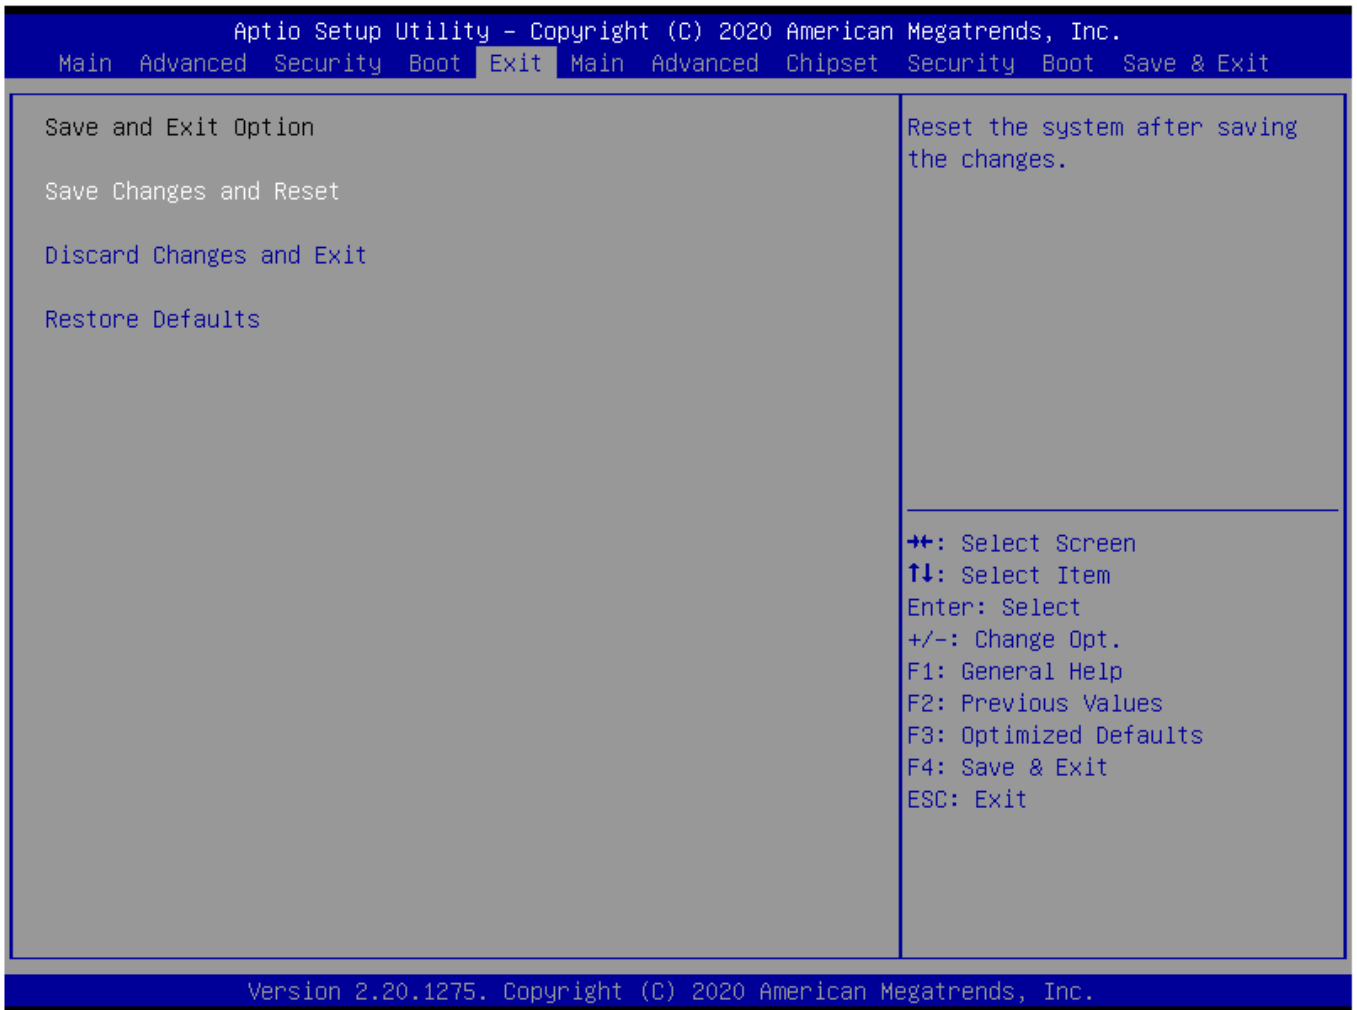 Aptio Setup Utility – Copyright (C) 2020 American Megatrends, Inc.
Main Advanced Security Boot Exit Main Advanced Chipset Security Boot Save & Exit
Save and Exit Option
Save Changes and Reset
Discard Changes and Exit
Restore Defaults
Reset the system after saving
the changes.
→←: Select Screen
↑↓: Select Item
Enter: Select
+/-: Change Opt.
F1: General Help
F2: Previous Values
F3: Optimized Defaults
F4: Save & Exit
ESC: Exit
Version 2.20.1275. Copyright (C) 2020 American Megatrends, Inc.